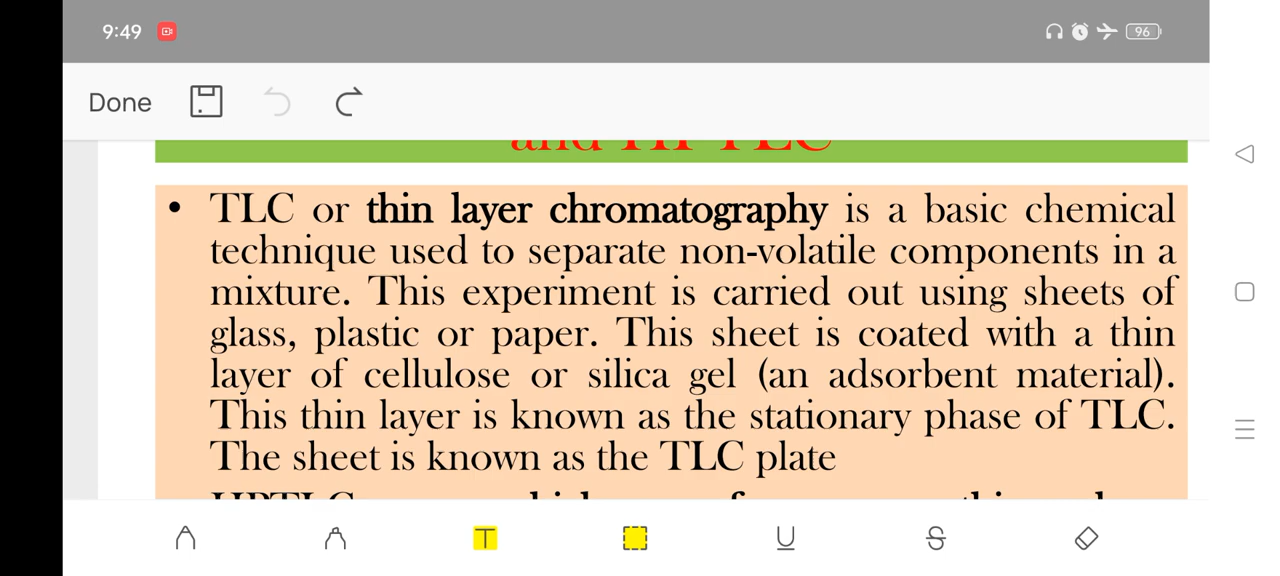 9:49
96
Done
and HPTLC
• TLC or thin layer chromatography is a basic chemical
technique used to separate non-volatile components in a
mixture. This experiment is carried out using sheets of
glass, plastic or paper. This sheet is coated with a thin
layer of cellulose or silica gel (an adsorbent material).
This thin layer is known as the stationary phase of TLC.
The sheet is known as the TLC plate
HPTLC